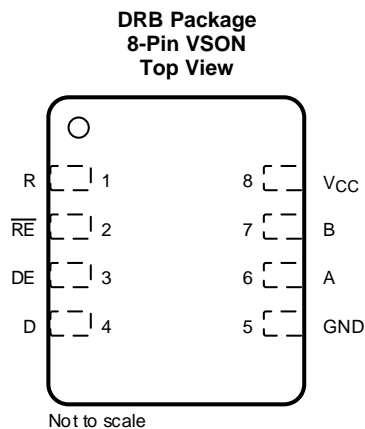 DRB Package
8-Pin VSON
Top View
R 1 8 VCC
RE 2 7 B
DE 3 6 A
D 4 5 GND
Not to scale